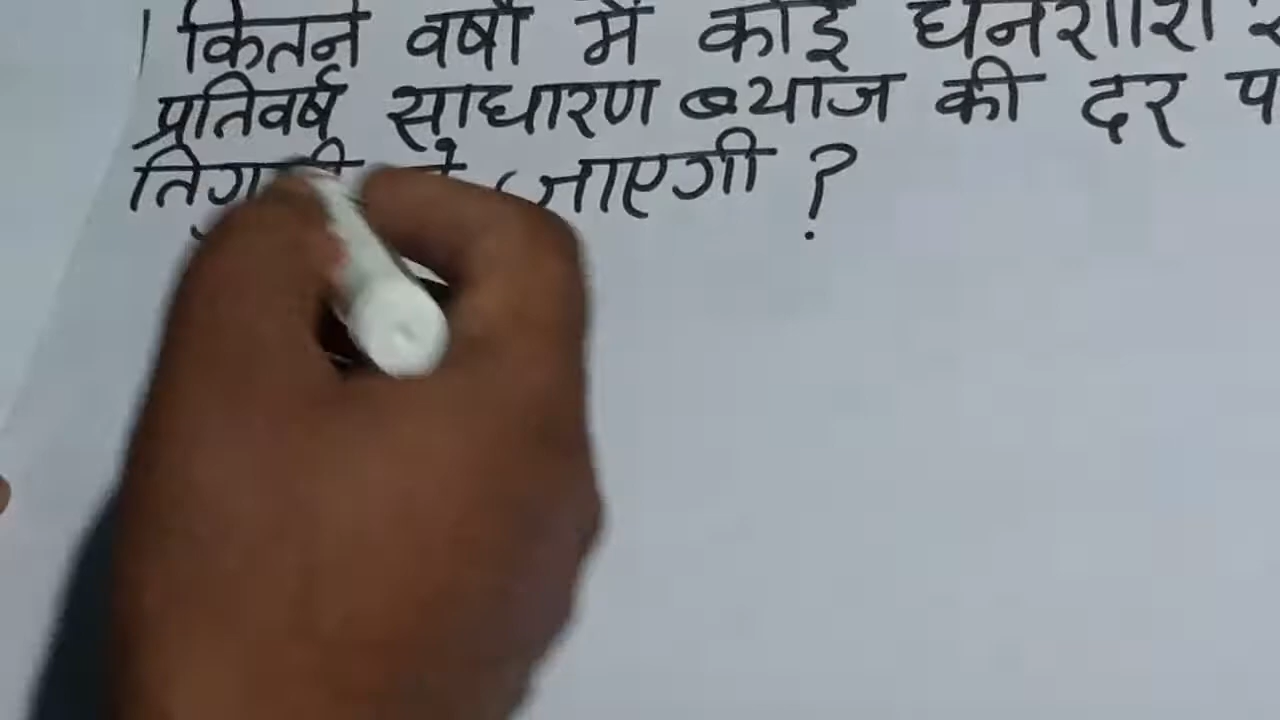 कितने वर्षों में कोई धनराशि
प्रतिवर्ष साधारण ब्याज की दर
जाएगी ?